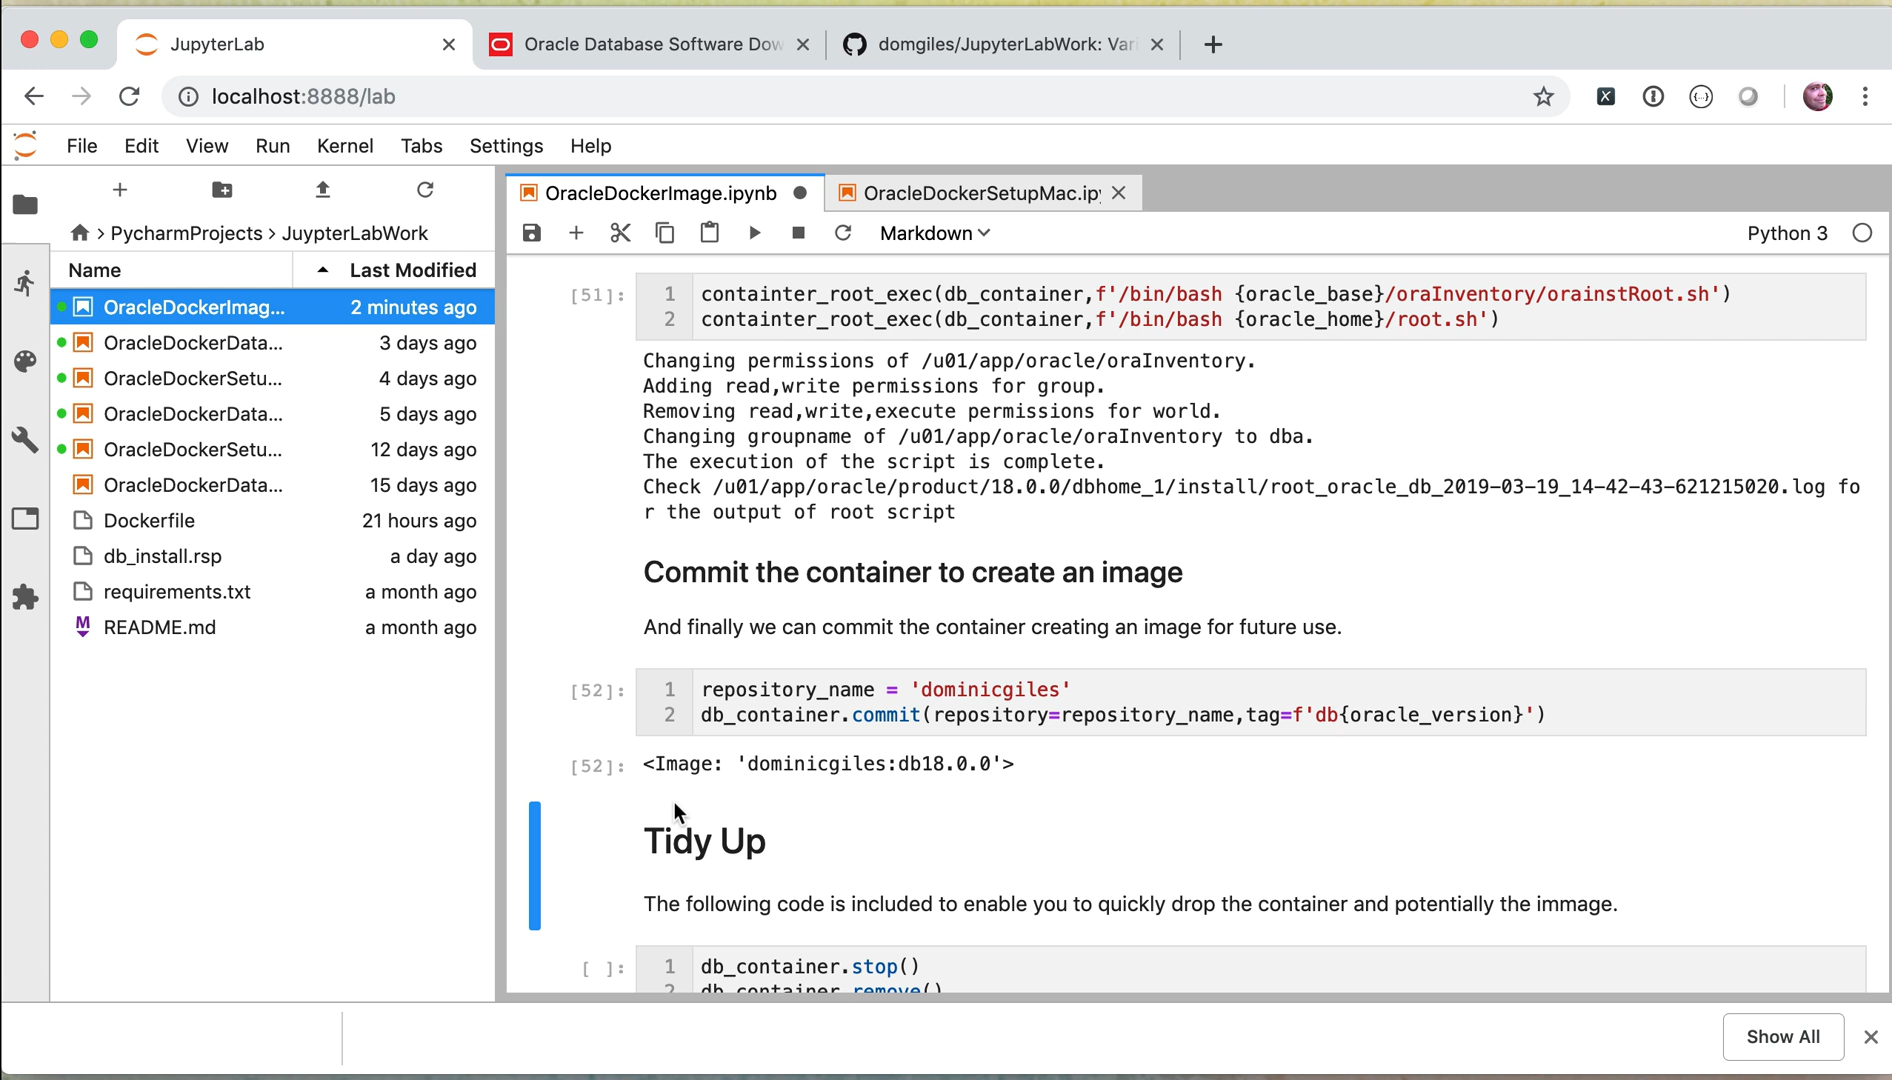 JupyterLab
Oracle Database Software Dow
domgiles/JupyterLabWork: Vari
localhost:8888/lab
File Edit View Run Kernel Tabs Settings Help
OracleDockerImage.ipynb
OracleDockerSetupMac.ipy
> PycharmProjects > JuypterLabWork
Markdown
Python 3
Name Last Modified
OracleDockerImag... 2 minutes ago
OracleDockerData... 3 days ago
OracleDockerSetu... 4 days ago
OracleDockerData... 5 days ago
OracleDockerSetu... 12 days ago
OracleDockerData... 15 days ago
Dockerfile 21 hours ago
db_install.rsp a day ago
requirements.txt a month ago
README.md a month ago
[51]: 1 containter_root_exec(db_container,f'/bin/bash {oracle_base}/oraInventory/orainstRoot.sh')
2 containter_root_exec(db_container,f'/bin/bash {oracle_home}/root.sh')
Changing permissions of /u01/app/oracle/oraInventory.
Adding read,write permissions for group.
Removing read,write,execute permissions for world.
Changing groupname of /u01/app/oracle/oraInventory to dba.
The execution of the script is complete.
Check /u01/app/oracle/product/18.0.0/dbhome_1/install/root_oracle_db_2019-03-19_14-42-43-621215020.log fo
r the output of root script
Commit the container to create an image
And finally we can commit the container creating an image for future use.
[52]: 1 repository_name = 'dominicgiles'
2 db_container.commit(repository=repository_name,tag=f'db{oracle_version}')
[52]: <Image: 'dominicgiles:db18.0.0'>
Tidy Up
The following code is included to enable you to quickly drop the container and potentially the immage.
[ ]: 1 db_container.stop()
2 db_container.remove()
Show All